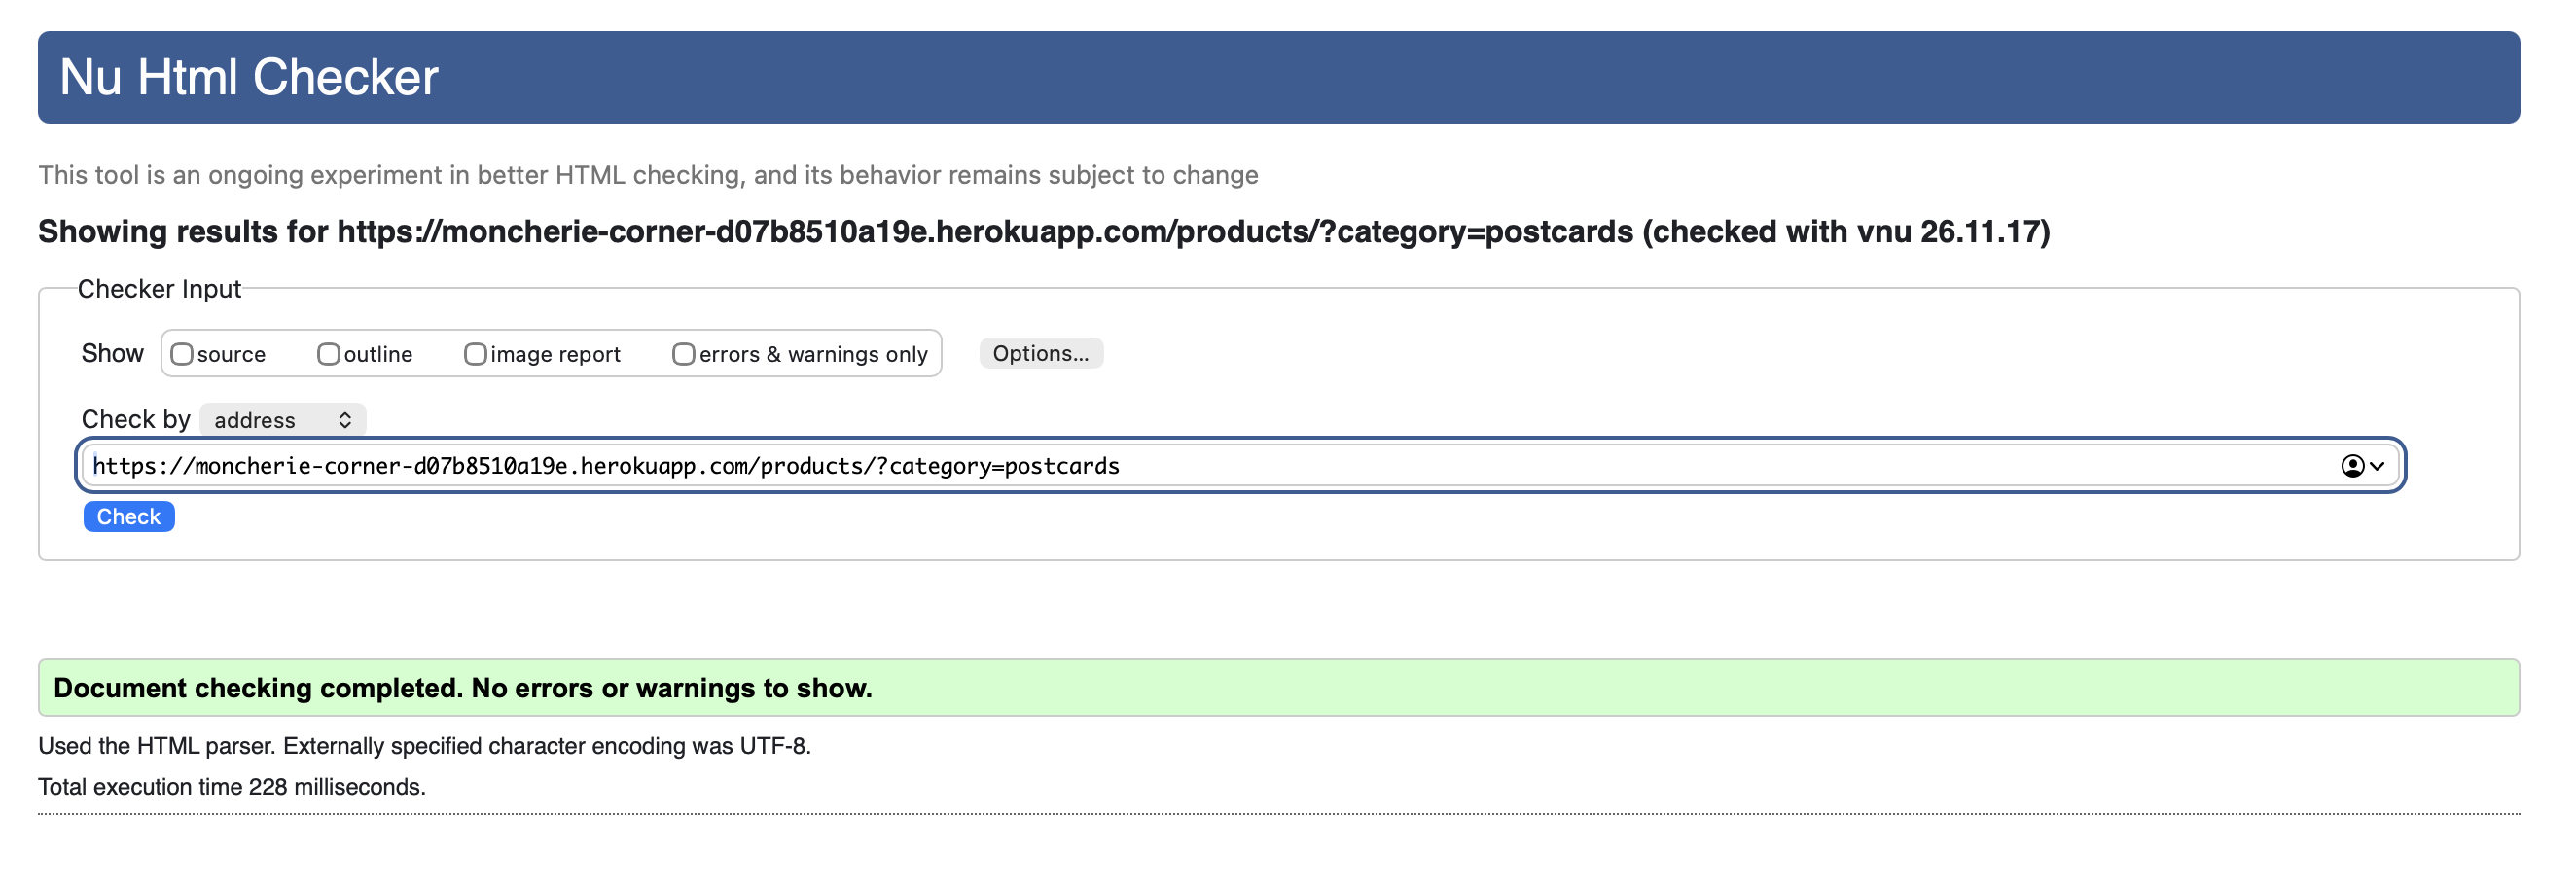 Nu Html Checker
This tool is an ongoing experiment in better HTML checking, and its behavior remains subject to change
Showing results for https://moncherie-corner-d07b8510a19e.herokuapp.com/products/?category=postcards (checked with vnu 26.11.17)
Checker Input
Show source outline image report errors & warnings only Options...
Check by address
https://moncherie-corner-d07b8510a19e.herokuapp.com/products/?category=postcards
Check
Document checking completed. No errors or warnings to show.
Used the HTML parser. Externally specified character encoding was UTF-8.
Total execution time 228 milliseconds.